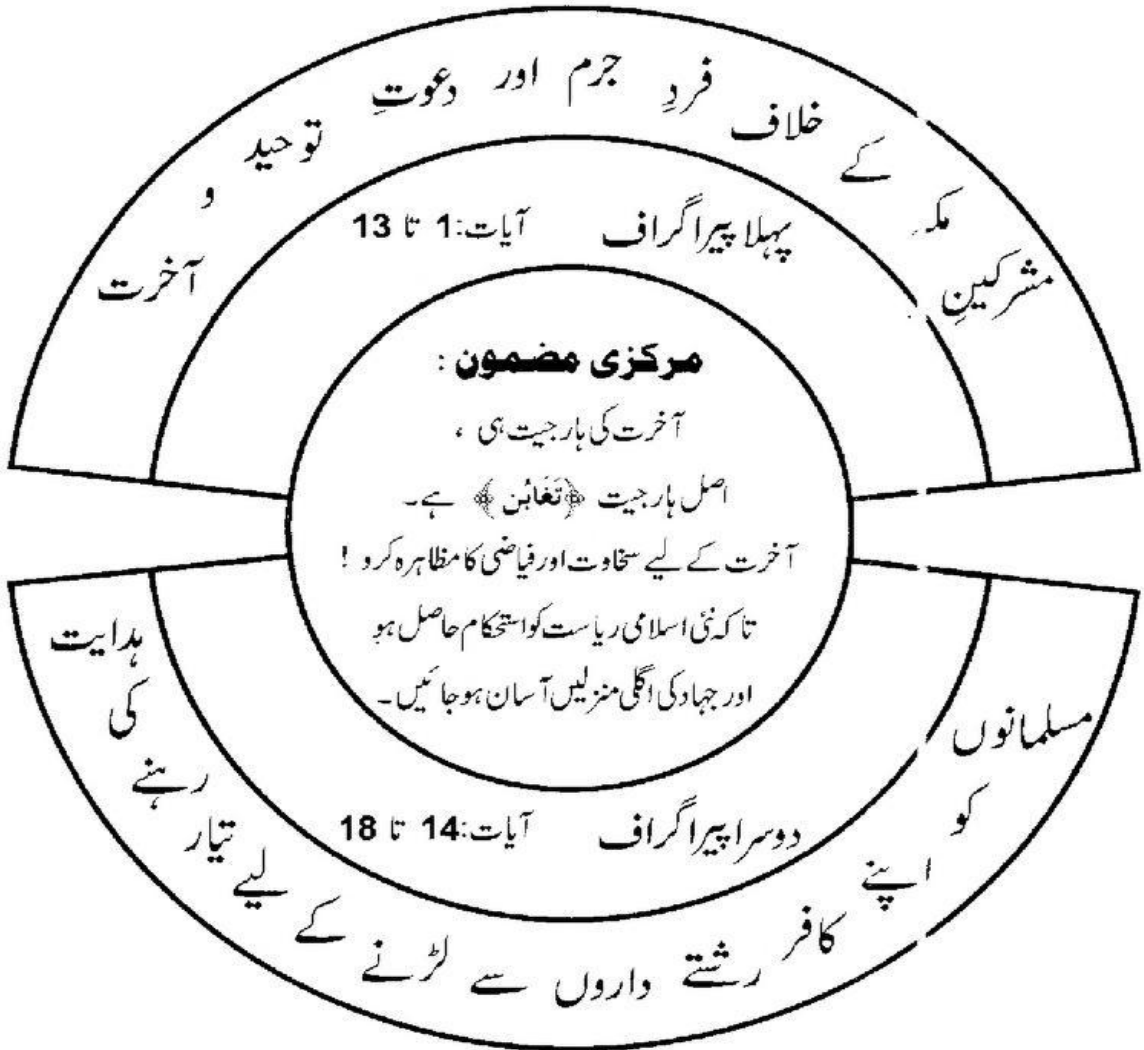 مشرکینِ مکہ کے خلاف فردِ جرم اور دعوتِ توحید و آخرت
پہلا پیراگراف آیات:1 تا 13
مرکزی مضمون :
آخرت کی ہار جیت ہی ،
اصل ہار جیت ﴿تَغَابُن﴾ ہے۔
آخرت کے لیے سخاوت اور فیاضی کا مظاہرہ کرو !
تاکہ نئی اسلامی ریاست کو استحکام حاصل ہو
اور جہاد کی اگلی منزلیں آسان ہوجائیں۔
دوسرا پیراگراف آیات:14 تا 18
مسلمانوں کو اپنے کافر رشتے داروں سے لڑنے کے لیے تیار رہنے کی ہدایت